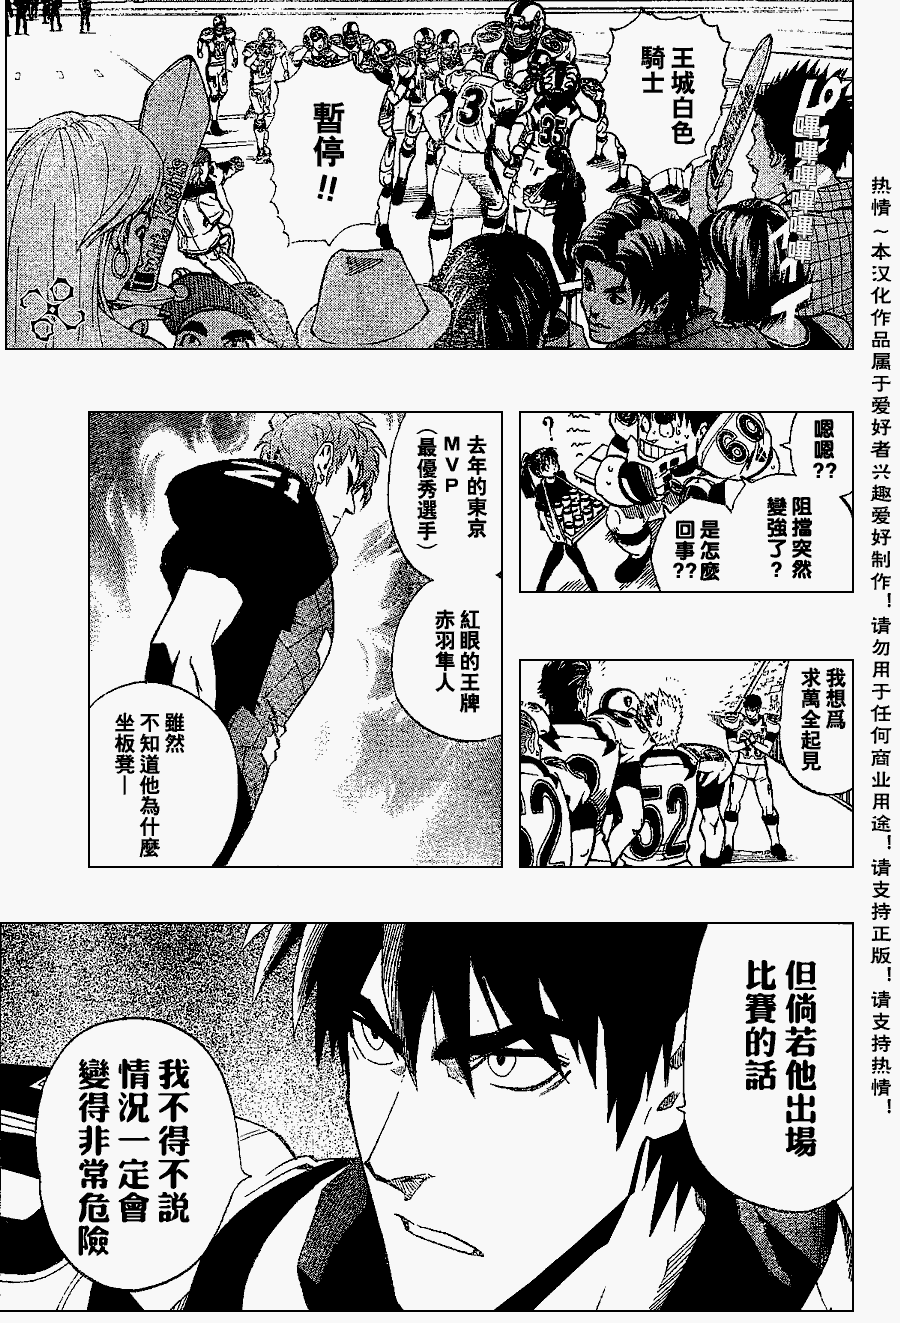 王城白色
騎士
嗶嗶嗶嗶嗶嗶
暫停!!
3
35
嗯嗯??
阻擋突然
變強了?
是怎麼
回事??
?
我想爲
求萬全起見
52
去年的東京
MVP
(最優秀選手)
紅眼的王牌
赤羽隼人
21
雖然
不知道他為什麼
坐板凳—
但倘若他出場
比賽的話
我不得不說
情況一定會
變得非常危險
热情~本汉化作品属于爱好者兴趣爱好制作!请勿用于任何商业用途!请支持正版!请支持热情!